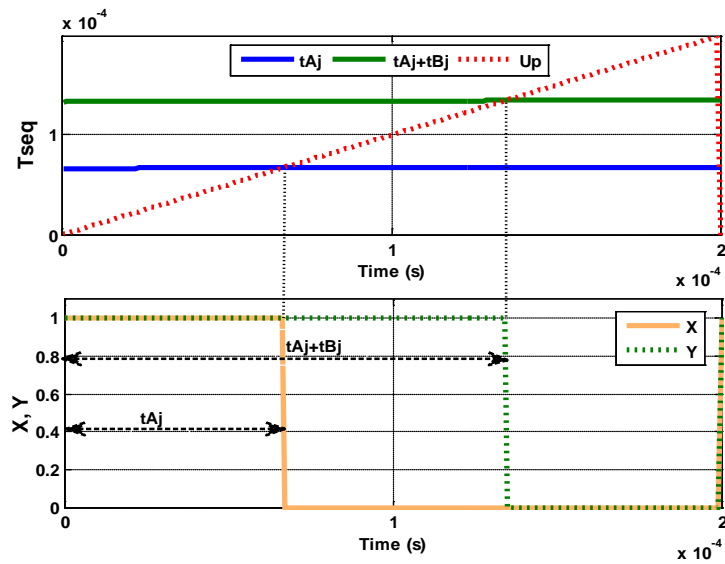 x 10^-4
tAj tAj+tBj Up
Tseq
1
0
0 1 2
Time (s)
x 10^-4
X, Y
1
0.8
0.6
0.4
0.2
0
X
Y
tAj+tBj
tAj
0 1 2
Time (s)
x 10^-4